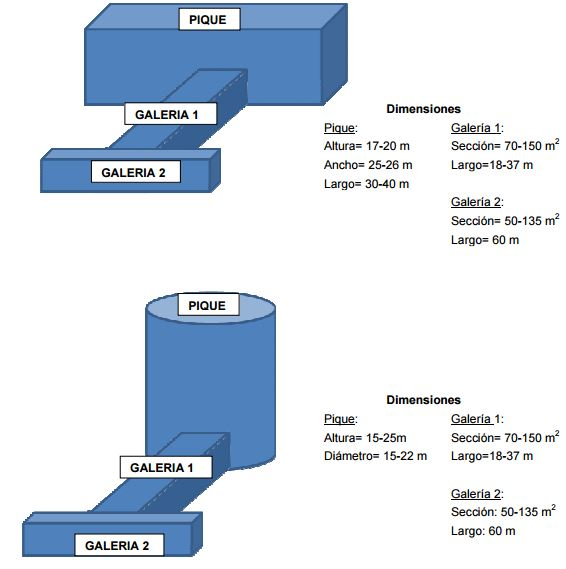 PIQUE
GALERIA 1
GALERIA 2
Dimensiones
Pique:
Altura= 17-20 m
Ancho= 25-26 m
Largo= 30-40 m
Galería 1:
Sección= 70-150 m²
Largo=18-37 m
Galería 2:
Sección= 50-135 m²
Largo= 60 m
PIQUE
GALERIA 1
GALERIA 2
Dimensiones
Pique:
Altura= 15-25m
Diámetro= 15-22 m
Galería 1:
Sección= 70-150 m²
Largo=18-37 m
Galería 2:
Sección: 50-135 m²
Largo: 60 m